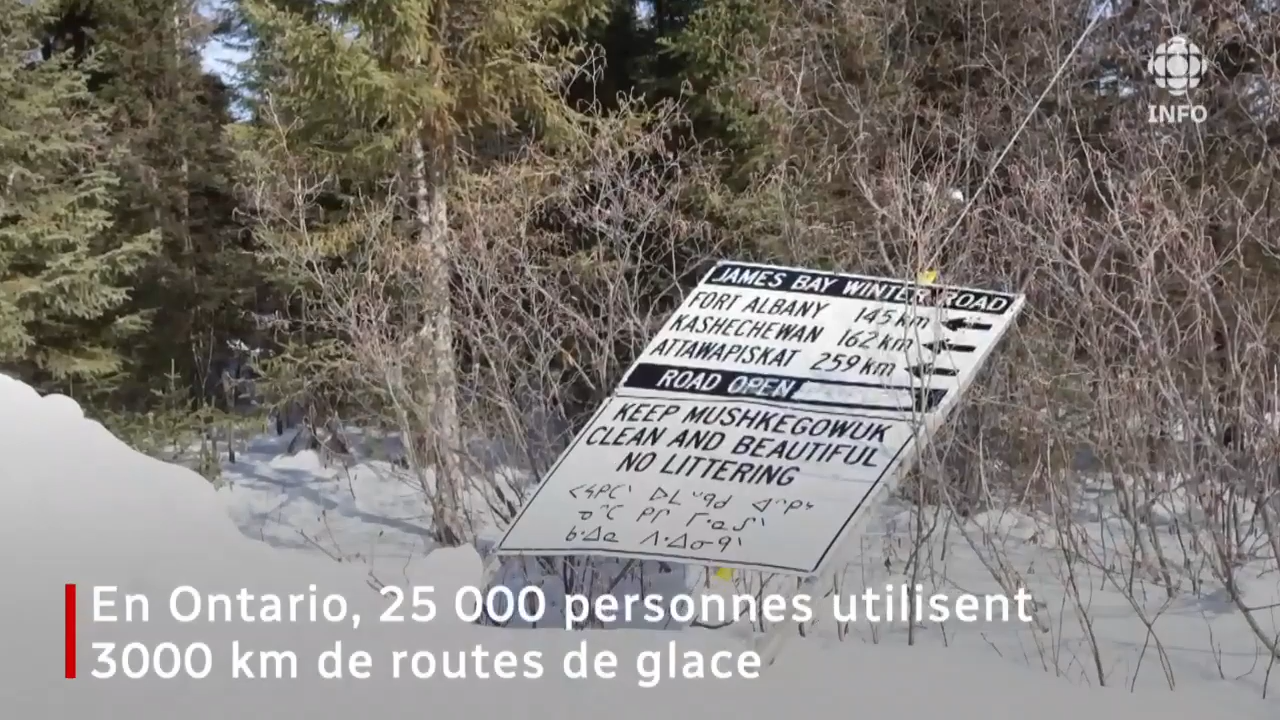 INFO
JAMES BAY WINTER ROAD
FORT ALBANY 145 km
KASHECHEWAN 162 km
ATTAWAPISKAT 259 km
ROAD OPEN
KEEP MUSHKEGOWUK
CLEAN AND BEAUTIFUL
NO LITTERING
En Ontario, 25 000 personnes utilisent
3000 km de routes de glace